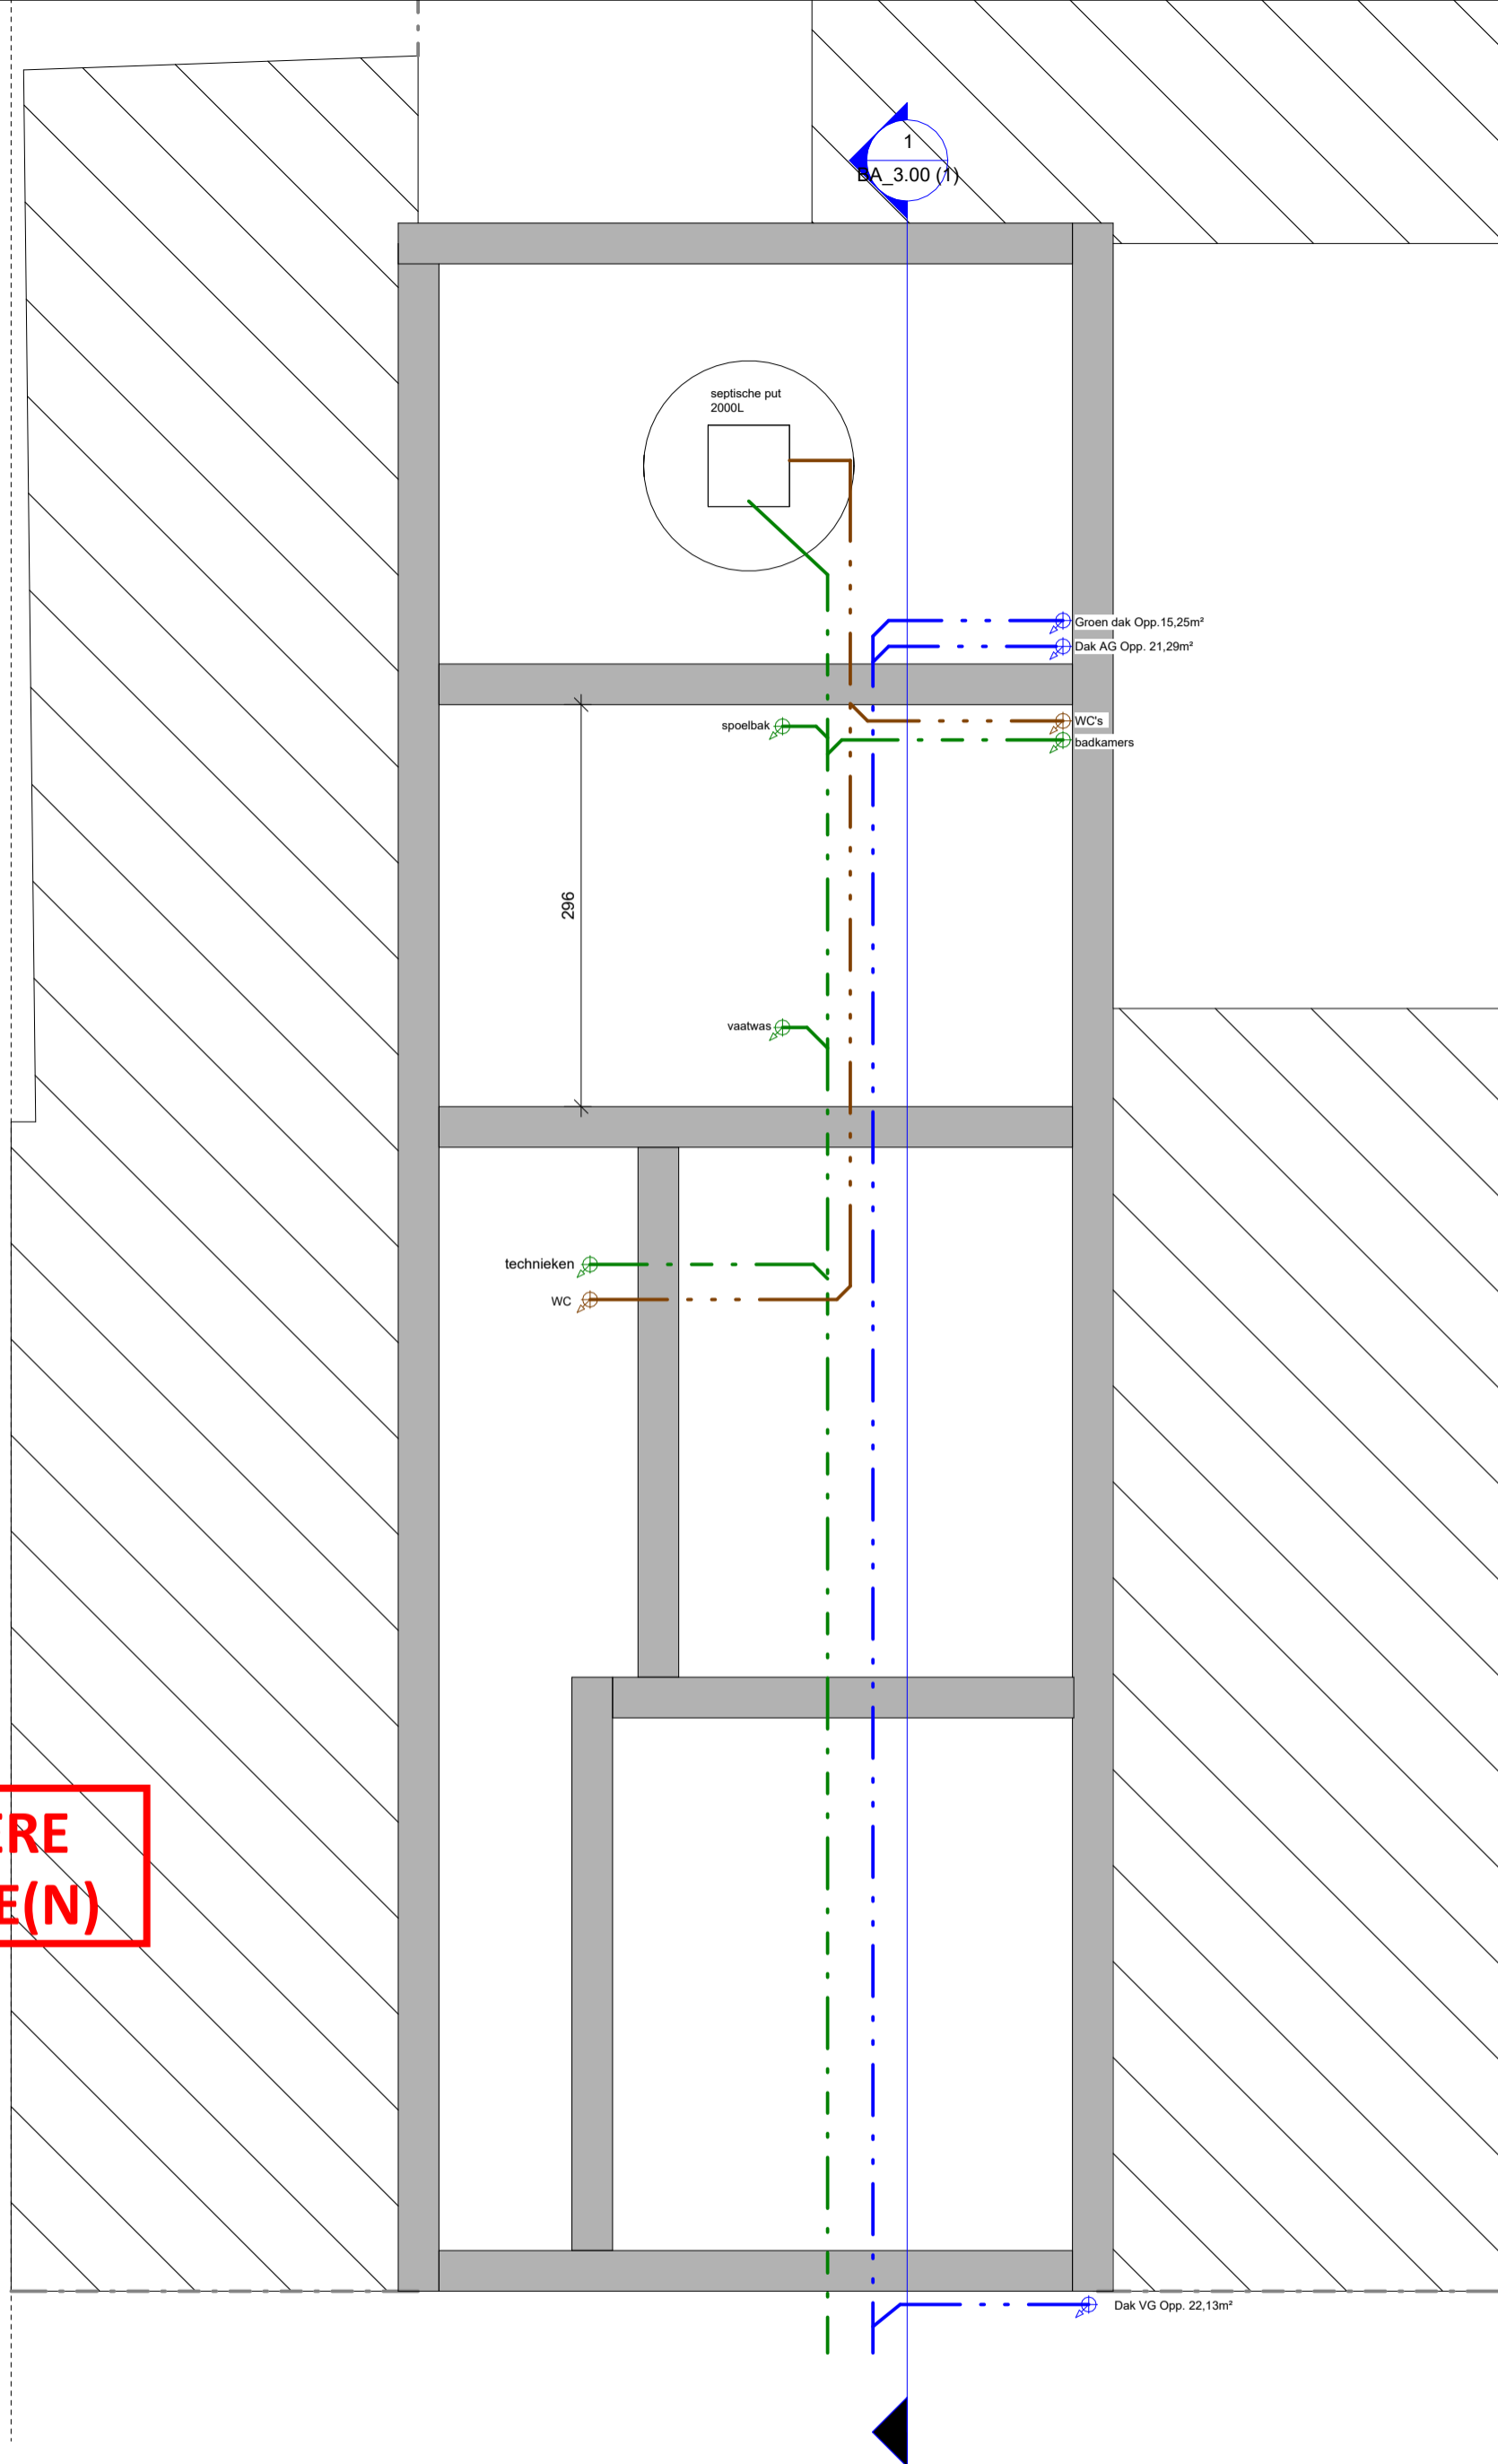 1
BA_3.00 (1)
septische put
2000L
Groen dak Opp.15,25m²
Dak AG Opp. 21,29m²
WC's
spoelbak
badkamers
296
vaatwas
technieken
WC
RE
E(N)
Dak VG Opp. 22,13m²